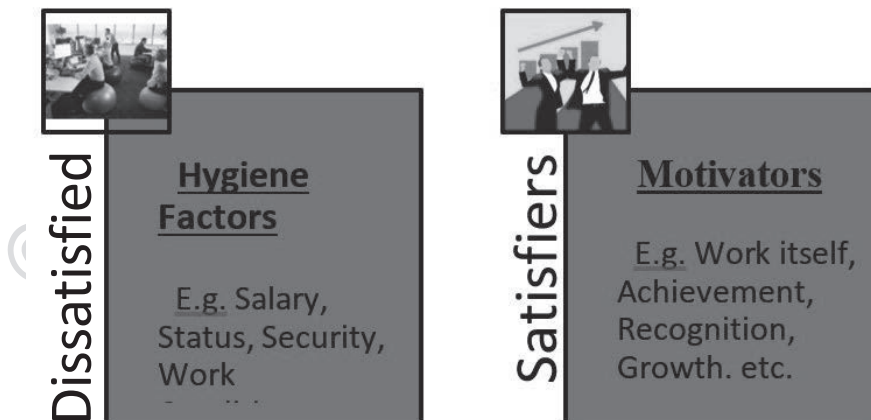 Dissatisfied
Hygiene
Factors
E.g. Salary,
Status, Security,
Work
Satisfiers
Motivators
E.g. Work itself,
Achievement,
Recognition,
Growth. etc.